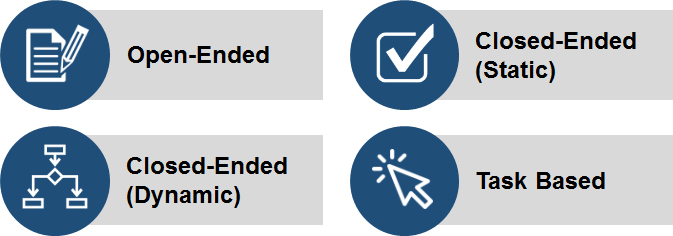 Open-Ended
Closed-Ended
(Static)
Closed-Ended
(Dynamic)
Task Based